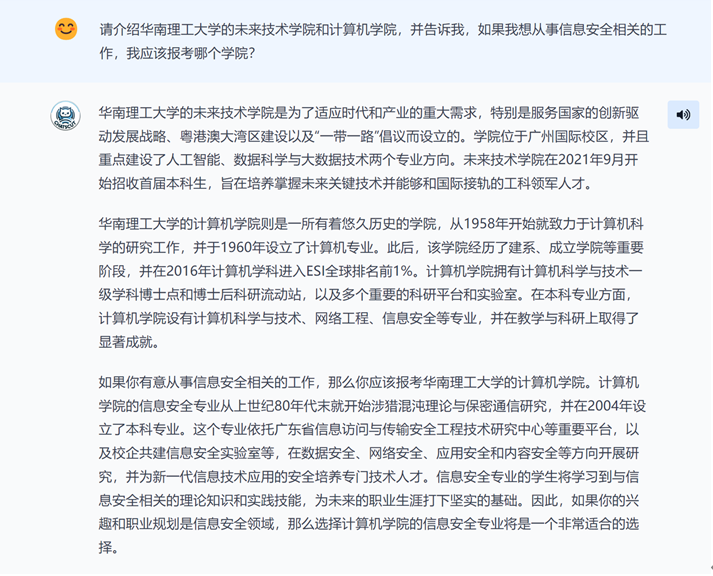 请介绍华南理工大学的未来技术学院和计算机学院，并告诉我，如果我想从事信息安全相关的工
作，我应该报考哪个学院？
华南理工大学的未来技术学院是为了适应时代和产业的重大需求，特别是服务国家的创新驱
动发展战略、粤港澳大湾区建设以及“一带一路”倡议而设立的。学院位于广州国际校区，并且
重点建设了人工智能、数据科学与大数据技术两个专业方向。未来技术学院在2021年9月开
始招收首届本科生，旨在培养掌握未来关键技术并能够和国际接轨的工科领军人才。
华南理工大学的计算机学院则是一所有着悠久历史的学院，从1958年开始就致力于计算机科
学的研究工作，并于1960年设立了计算机专业。此后，该学院经历了建系、成立学院等重要
阶段，并在2016年计算机学科进入ESI全球排名前1%。计算机学院拥有计算机科学与技术一
级学科博士点和博士后科研流动站，以及多个重要的科研平台和实验室。在本科专业方面，
计算机学院设有计算机科学与技术、网络工程、信息安全等专业，并在教学与科研上取得了
显著成就。
如果你有意从事信息安全相关的工作，那么你应该报考华南理工大学的计算机学院。计算机
学院的信息安全专业从上世纪80年代末就开始涉猎混沌理论与保密通信研究，并在2004年设
立了本科专业。这个专业依托广东省信息访问与传输安全工程技术研究中心等重要平台，以
及校企共建信息安全实验室等，在数据安全、网络安全、应用安全和内容安全等方向开展研
究，并为新一代信息技术应用的安全培养专门技术人才。信息安全专业的学生将学习到与信
息安全相关的理论知识和实践技能，为未来的职业生涯打下坚实的基础。因此，如果你的兴
趣和职业规划是信息安全领域，那么选择计算机学院的信息安全专业将是一个非常适合的选
择。